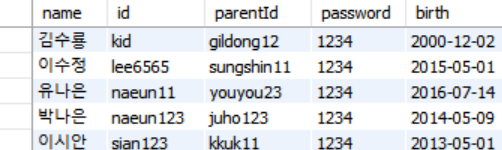 name id parentId password birth
김수룡 kid gildong12 1234 2000-12-02
이수정 lee6565 sungshin11 1234 2015-05-01
유나은 naeun11 youyou23 1234 2016-07-14
박나은 naeun123 juho123 1234 2014-05-09
이시안 sian123 kkuk11 1234 2013-05-01